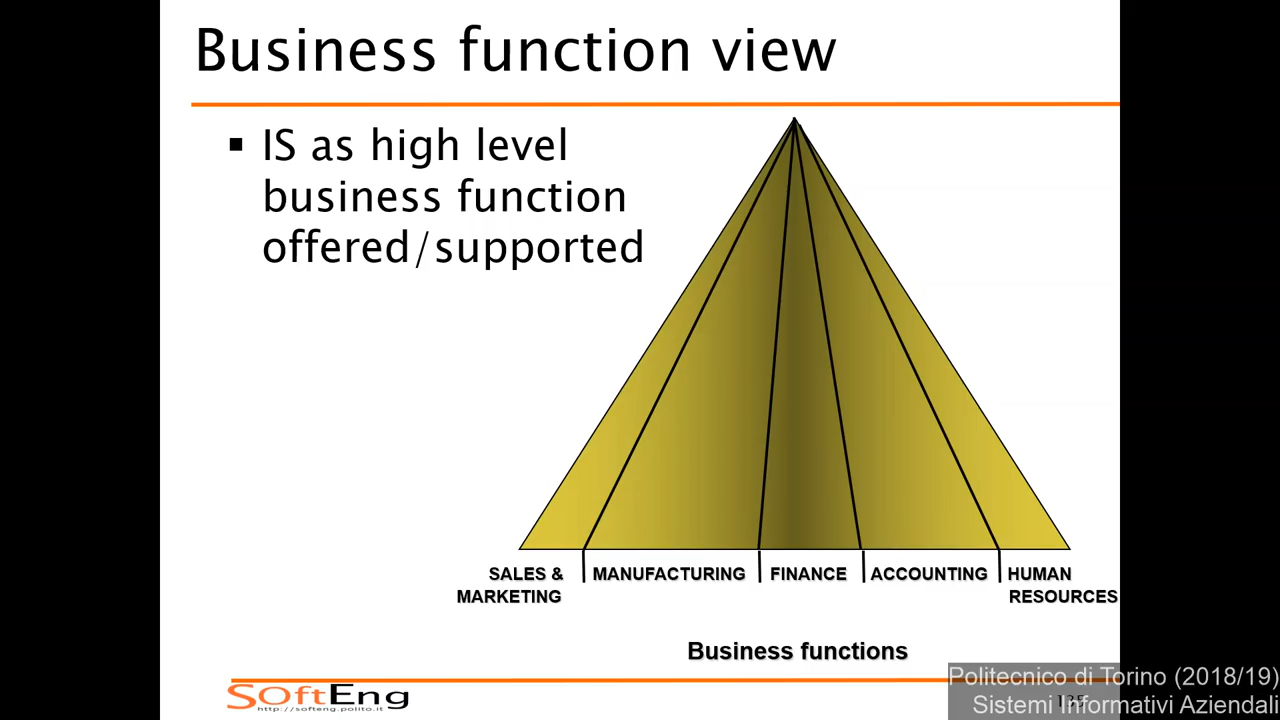 Business function view
▪ IS as high level
business function
offered/supported
SALES & MARKETING
MANUFACTURING
FINANCE
ACCOUNTING
HUMAN RESOURCES
Business functions
SOftEng
http://softeng.polito.it
Politecnico di Torino (2018/19)
Sistemi Informativi Aziendali